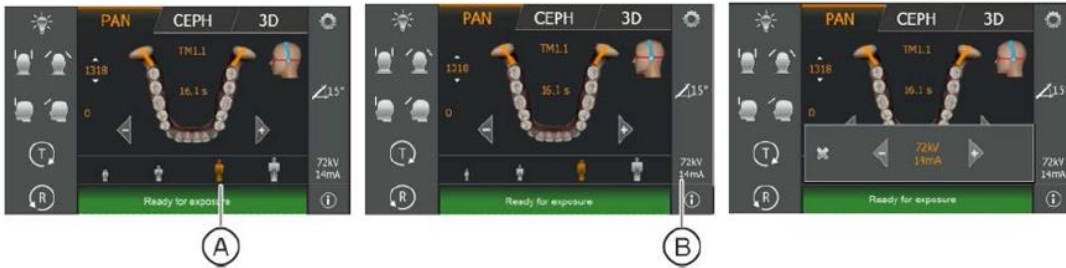 PAN CEPH 3D
TM1.1
1318
16.1 s
15°
0
T
72kV
14mA
R
Ready for exposure
i
A
PAN CEPH 3D
TM1.1
1318
16.1 s
15°
0
T
72kV
14mA
R
Ready for exposure
i
B
PAN CEPH 3D
TM1.1
1318
16.1 s
15°
0
T
72kV
14mA
72kV
14mA
R
Ready for exposure
i